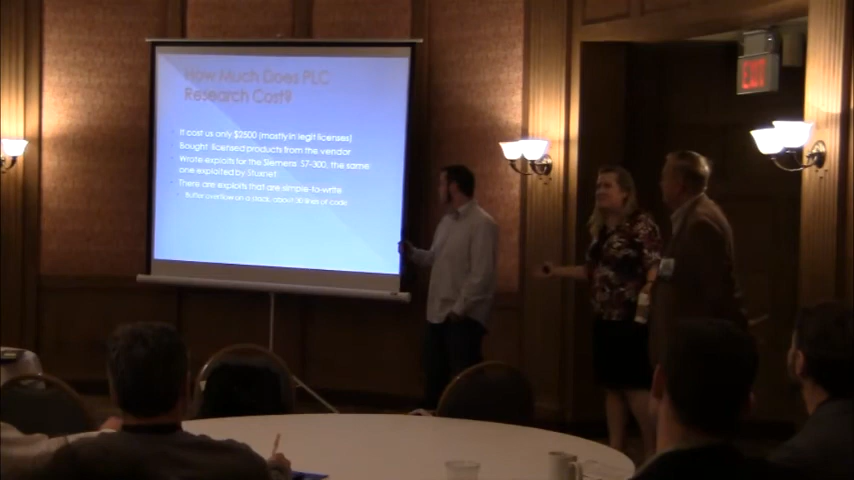 How Much Does PLC
Research Cost?
It cost us only $2500 (mostly in legit licenses)
Bought licensed products from the vendor
Wrote exploits for the Siemens S7-300, the same
one exploited by Stuxnet
There are exploits that are simple-to-write
Buffer overflow on a stack, about 30 lines of code
EXIT